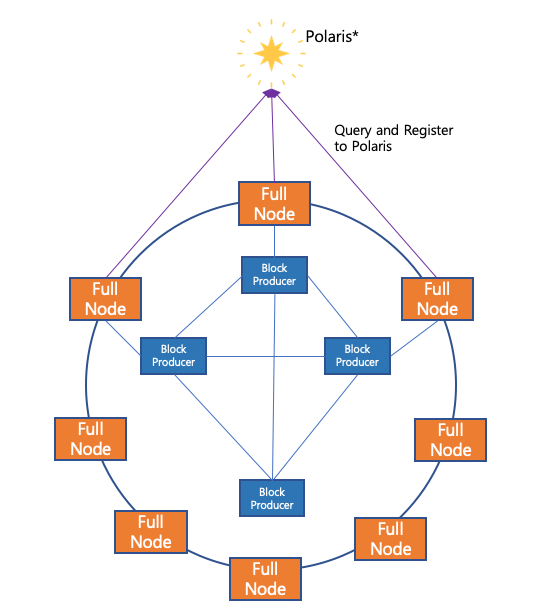 Polaris*
Query and Register
to Polaris
Full
Node
Block
Producer
Full
Node
Full
Node
Block
Producer
Block
Producer
Full
Node
Full
Node
Block
Producer
Full
Node
Full
Node
Full
Node